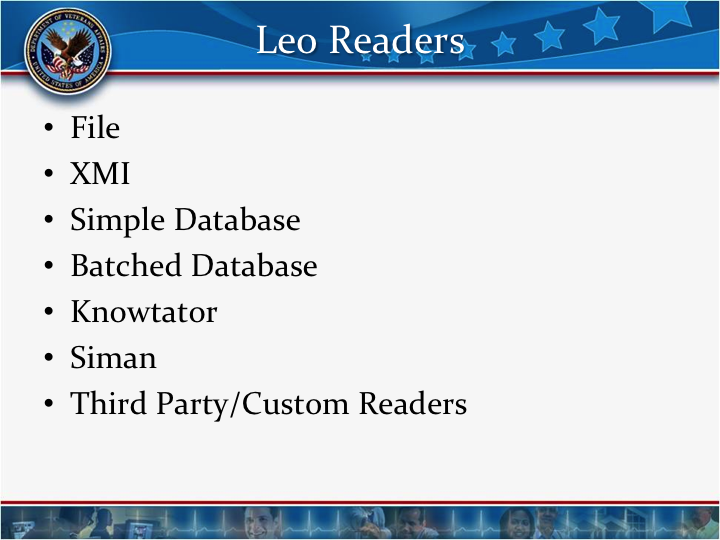 Leo Readers
DEPARTMENT OF VETERANS AFFAIRS
UNITED STATES OF AMERICA
• File
• XMI
• Simple Database
• Batched Database
• Knowtator
• Siman
• Third Party/Custom Readers